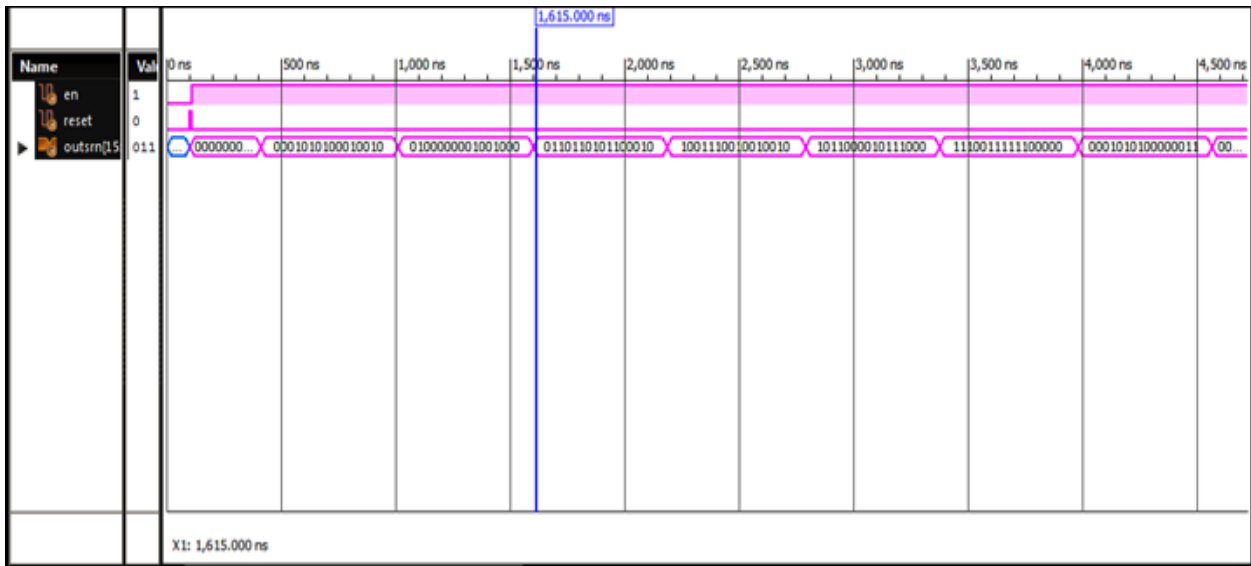 1,615.000 ns
Name Val 0 ns 500 ns 1,000 ns 1,500 ns 2,000 ns 2,500 ns 3,000 ns 3,500 ns 4,000 ns 4,500 ns
en 1
reset 0
outsrn[15 011 ... 0000000... 0001010100010010 0100000001001000 0110110101100010 1001110010010010 1011000010111000 1110011111100000 0001010100000011 00...
X1: 1,615.000 ns